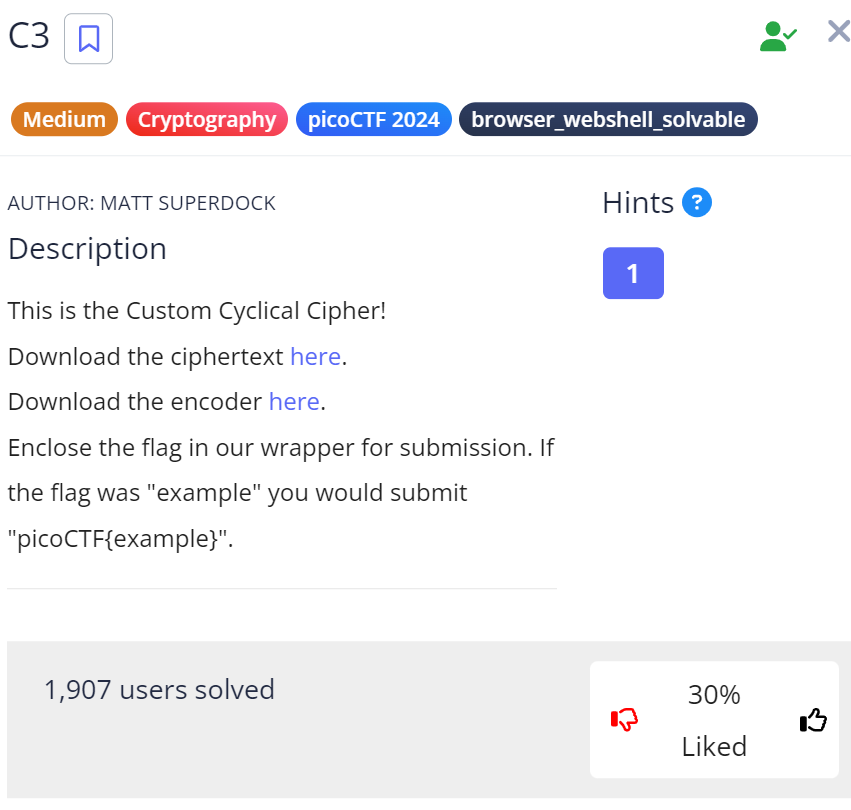 C3
Medium
Cryptography
picoCTF 2024
browser_webshell_solvable
AUTHOR: MATT SUPERDOCK
Description
This is the Custom Cyclical Cipher!
Download the ciphertext here.
Download the encoder here.
Enclose the flag in our wrapper for submission. If
the flag was "example" you would submit
"picoCTF{example}".
Hints ?
1
1,907 users solved
30%
Liked